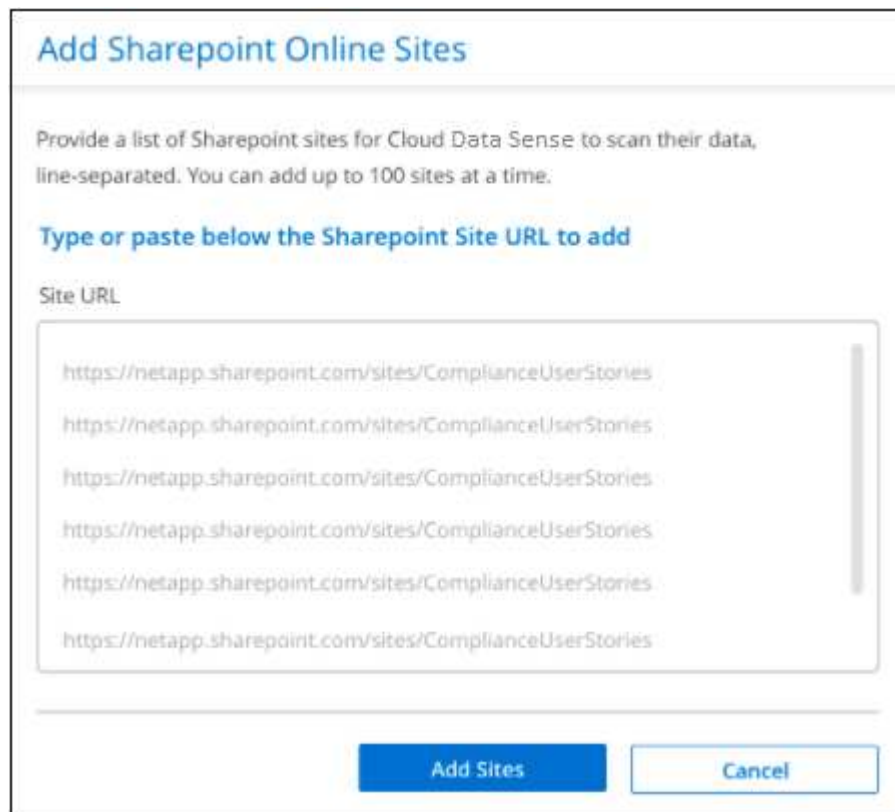 Add Sharepoint Online Sites
Provide a list of Sharepoint sites for Cloud Data Sense to scan their data,
line-separated. You can add up to 100 sites at a time.
Type or paste below the Sharepoint Site URL to add
Site URL
https://netapp.sharepoint.com/sites/ComplianceUserStories
https://netapp.sharepoint.com/sites/ComplianceUserStories
https://netapp.sharepoint.com/sites/ComplianceUserStories
https://netapp.sharepoint.com/sites/ComplianceUserStories
https://netapp.sharepoint.com/sites/ComplianceUserStories
https://netapp.sharepoint.com/sites/ComplianceUserStories
Add Sites Cancel